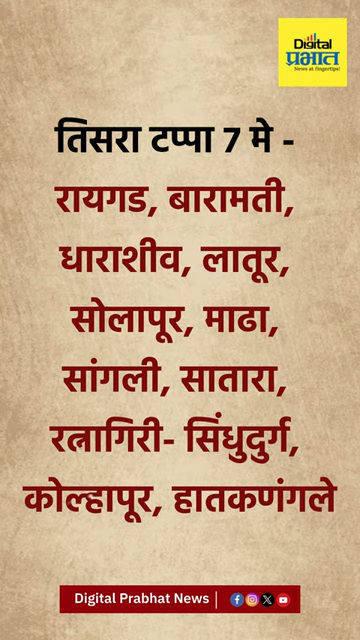 Digital
प्रभात
News at fingertips!
तिसरा टप्पा 7 मे -
रायगड, बारामती,
धाराशीव, लातूर,
सोलापूर, माढा,
सांगली, सातारा,
रत्नागिरी- सिंधुदुर्ग,
कोल्हापूर, हातकणंगले
Digital Prabhat News |